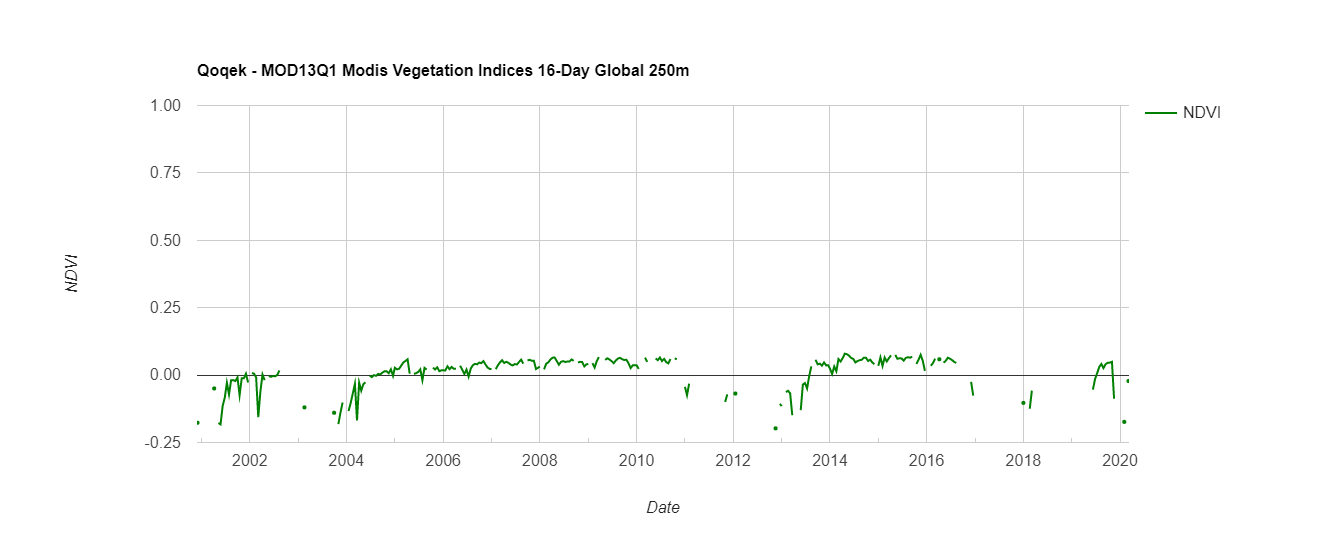 Qoqek - MOD13Q1 Modis Vegetation Indices 16-Day Global 250m
1.00
NDVI
0.75
0.50
NDVI
0.25
0.00
-0.25
2002 2004 2006 2008 2010 2012 2014 2016 2018 2020
Date